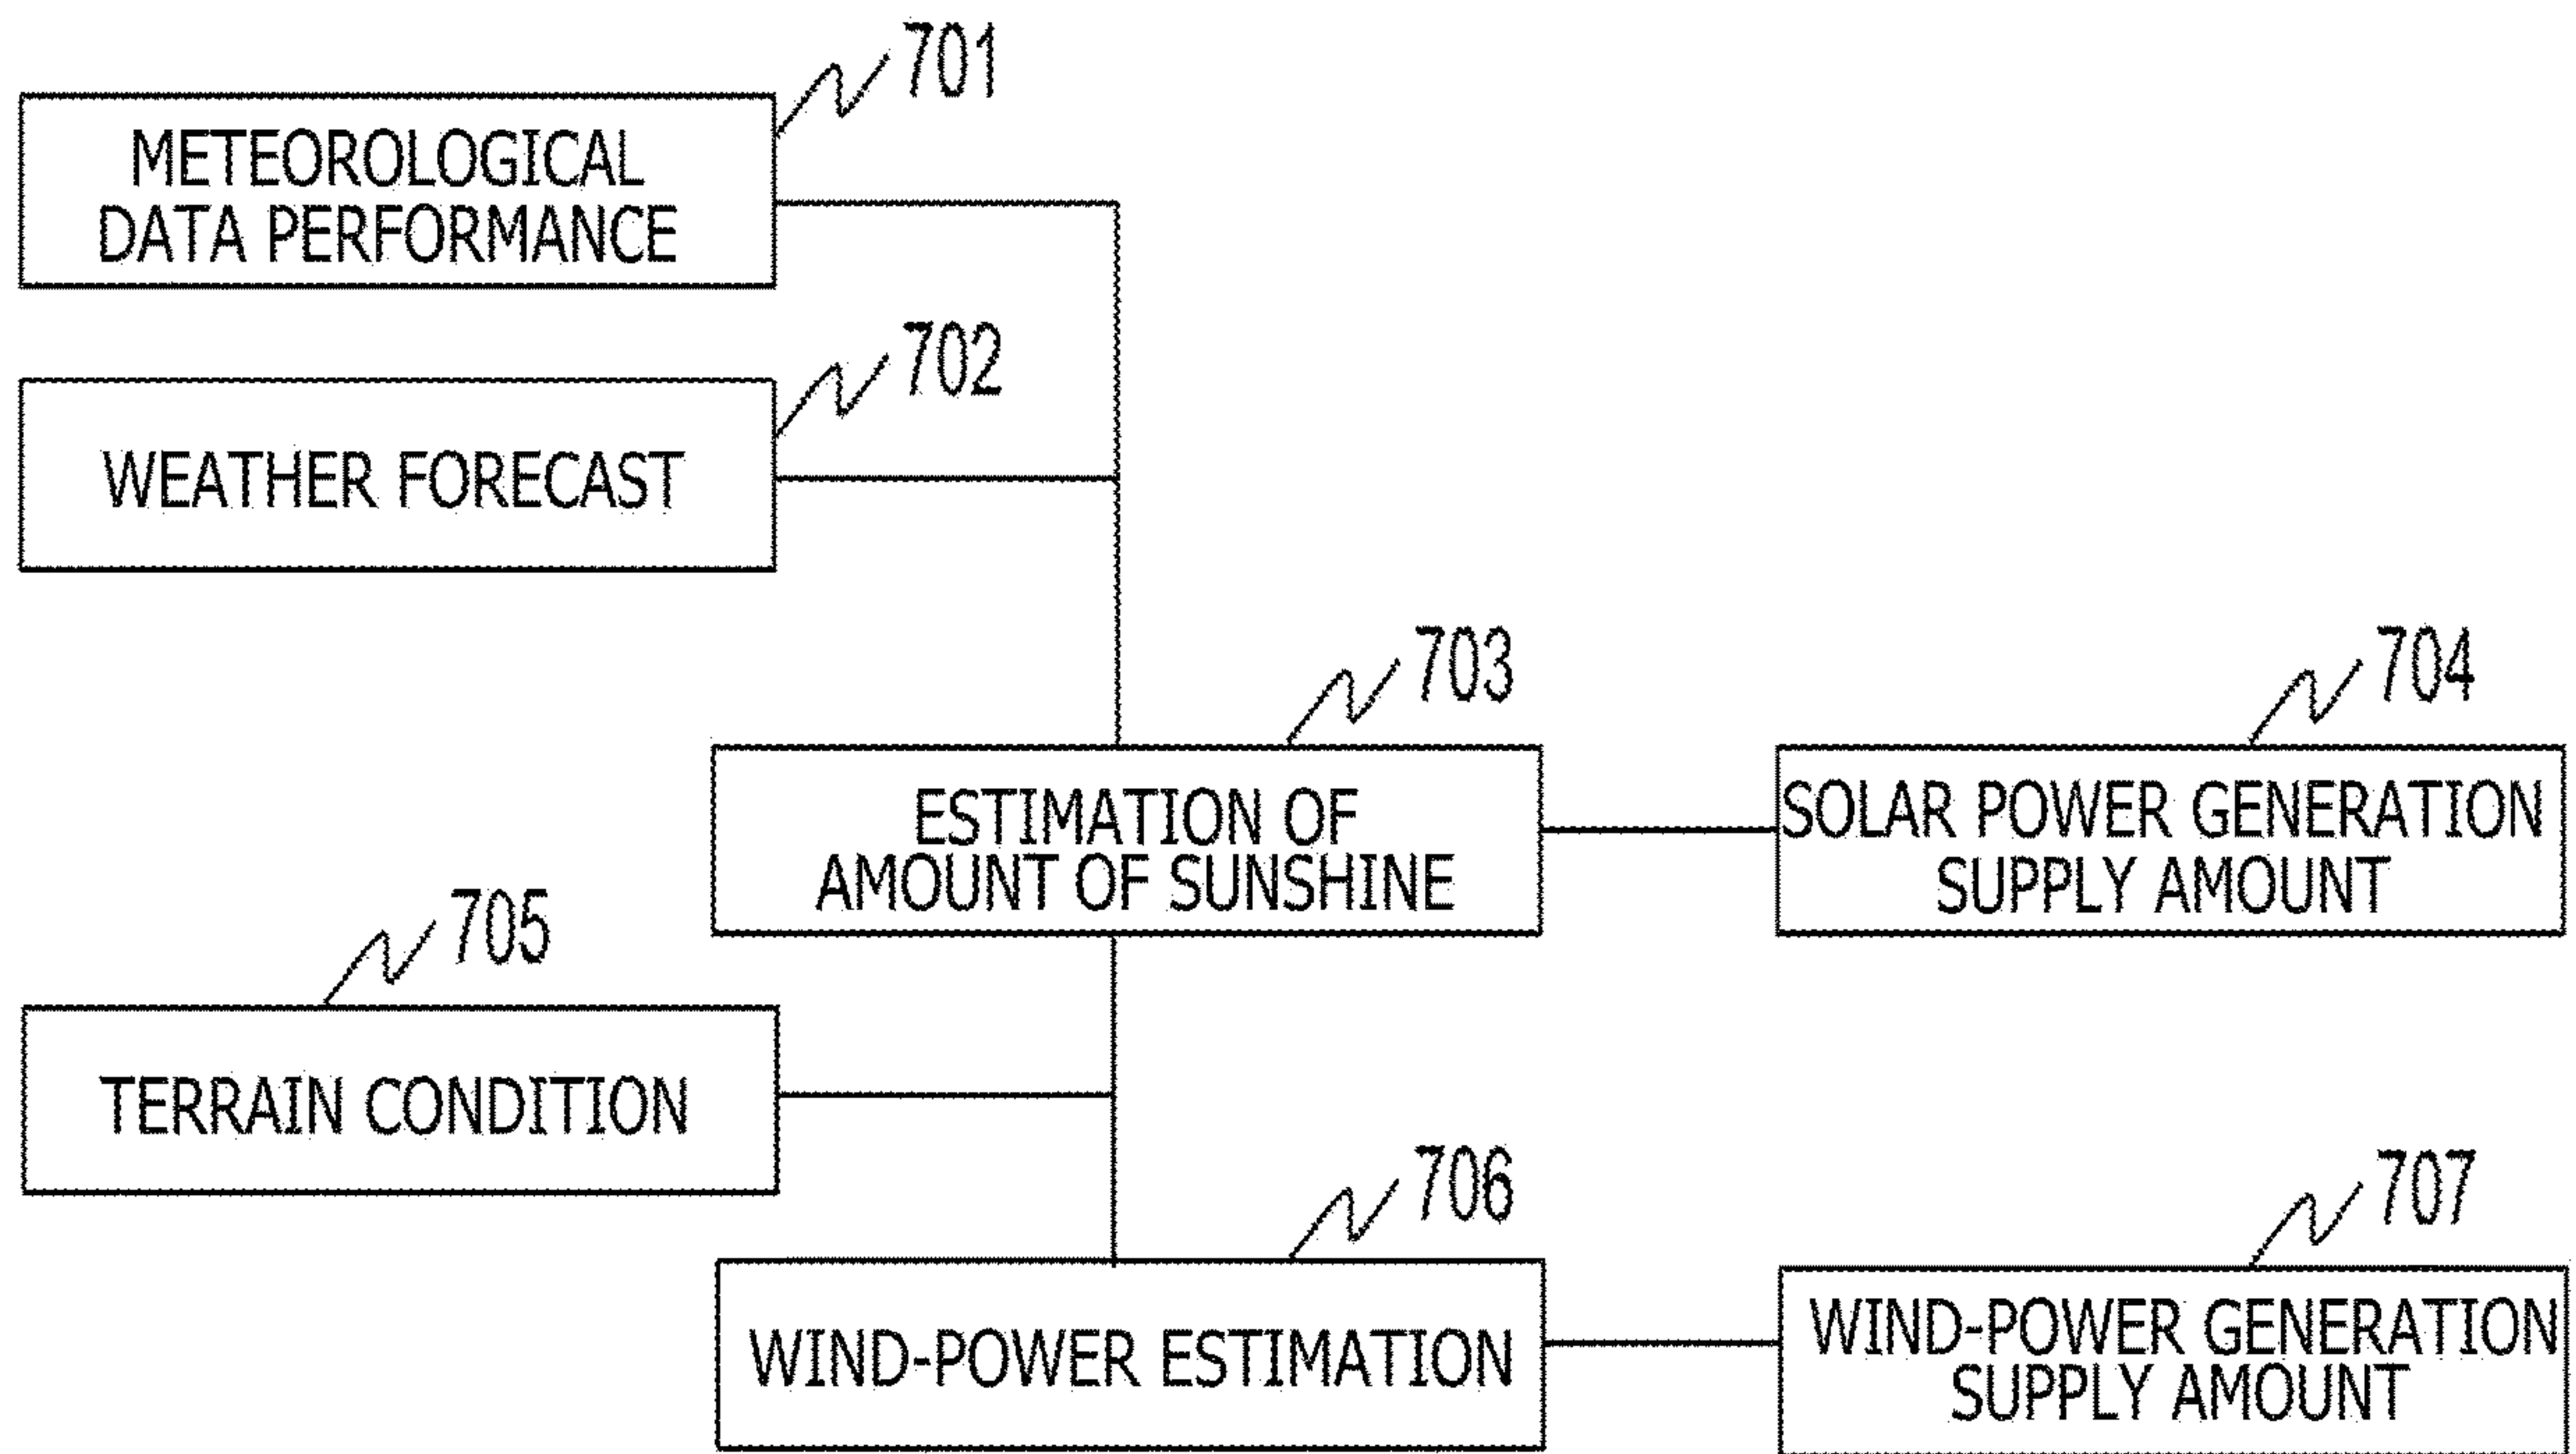 701
METEOROLOGICAL
DATA PERFORMANCE
702
WEATHER FORECAST
703
ESTIMATION OF
AMOUNT OF SUNSHINE
704
SOLAR POWER GENERATION
SUPPLY AMOUNT
705
TERRAIN CONDITION
706
WIND-POWER ESTIMATION
707
WIND-POWER GENERATION
SUPPLY AMOUNT